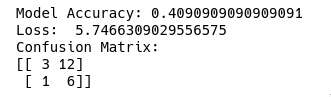 Model Accuracy: 0.4090909090909091
Loss:  5.7466309029556575
Confusion Matrix:
[[ 3 12]
 [ 1  6]]